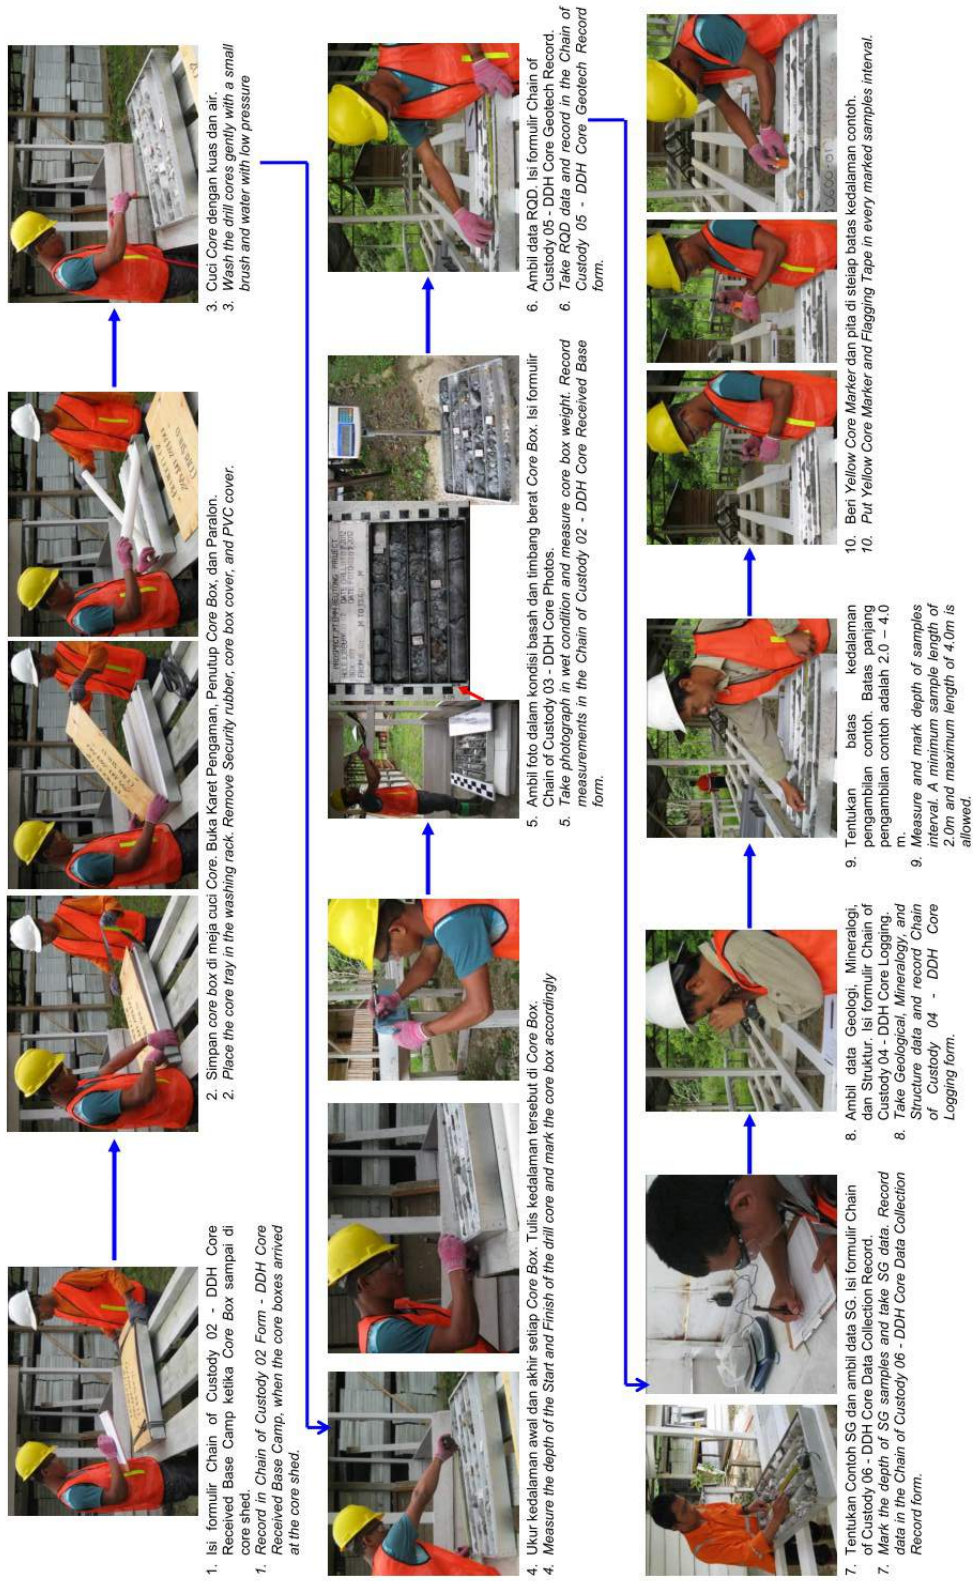 1. Isi formulir Chain of Custody 02 - DDH Core
Received Base Camp ketika Core Box sampai di
core shed.
1. Record in Chain of Custody 02 Form - DDH Core
Received Base Camp, when the core boxes arrived
at the core shed.
2. Simpan core box di meja cuci Core. Buka Karet Pengaman, Penutup Core Box, dan Paralon.
2. Place the core tray in the washing rack. Remove Security rubber, core box cover, and PVC cover.
3. Cuci Core dengan kuas dan air.
3. Wash the drill cores gently with a small
brush and water with low pressure
4. Ukur kedalaman awal dan akhir setiap Core Box. Tulis kedalaman tersebut di Core Box.
4. Measure the depth of the Start and Finish of the drill core and mark the core box accordingly
5. Ambil foto dalam kondisi basah dan timbang berat Core Box. Isi formulir
Chain of Custody 03 - DDH Core Photos.
5. Take photograph in wet condition and measure core box weight. Record
measurements in the Chain of Custody 02 - DDH Core Received Base
form.
6. Ambil data RQD. Isi formulir Chain of
Custody 05 - DDH Core Geotech Record.
6. Take RQD data and record in the Chain of
Custody 05 - DDH Core Geotech Record
form.
7. Tentukan Contoh SG dan ambil data SG. Isi formulir Chain
of Custody 06 - DDH Core Data Collection Record.
7. Mark the depth of SG samples and take SG data. Record
data in the Chain of Custody 06 - DDH Core Data Collection
Record form.
8. Ambil data Geologi, Mineralogi,
dan Struktur. Isi formulir Chain of
Custody 04 - DDH Core Logging.
8. Take Geological, Mineralogy, and
Structure data and record Chain
of Custody 04 - DDH Core
Logging form.
9. Tentukan batas kedalaman
pengambilan contoh. Batas panjang
pengambilan contoh adalah 2.0 – 4.0
m.
9. Measure and mark depth of samples
interval. A minimum sample length of
2.0m and maximum length of 4.0m is
allowed.
10. Beri Yellow Core Marker dan pita di steiap batas kedalaman contoh.
10. Put Yellow Core Marker and Flagging Tape in every marked samples interval.